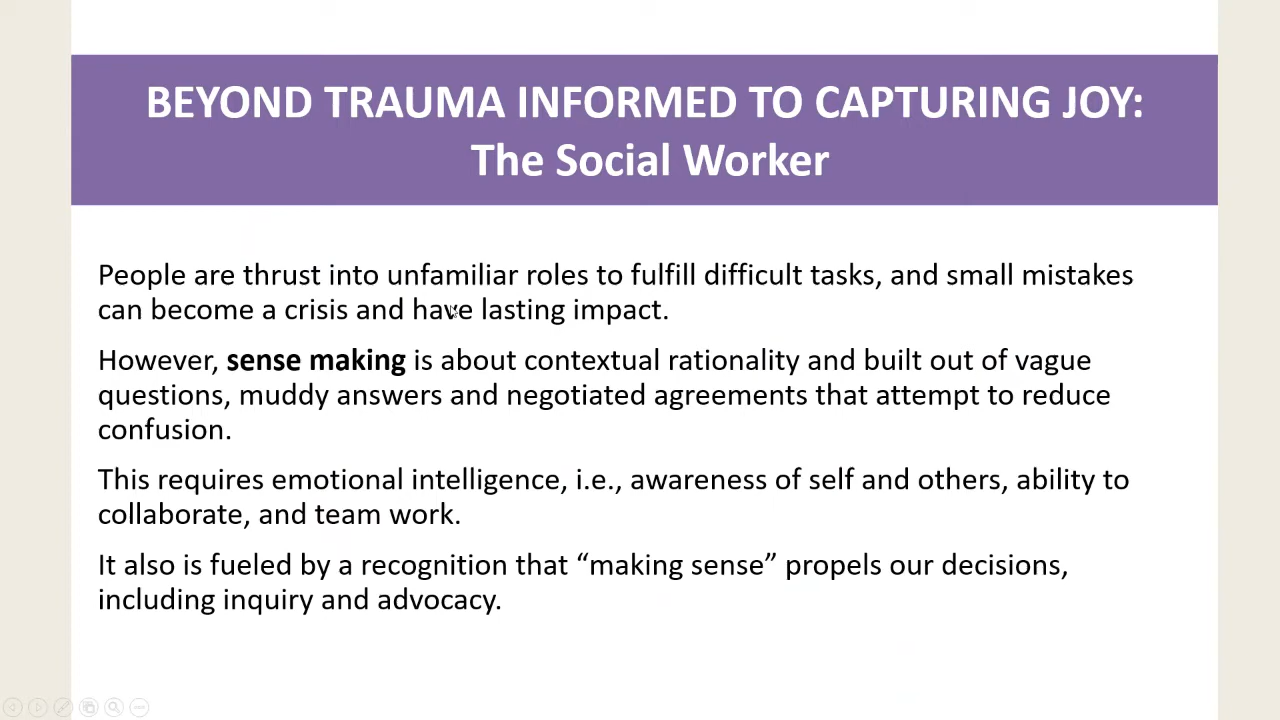 BEYOND TRAUMA INFORMED TO CAPTURING JOY:
The Social Worker
People are thrust into unfamiliar roles to fulfill difficult tasks, and small mistakes
can become a crisis and have lasting impact.
However, sense making is about contextual rationality and built out of vague
questions, muddy answers and negotiated agreements that attempt to reduce
confusion.
This requires emotional intelligence, i.e., awareness of self and others, ability to
collaborate, and team work.
It also is fueled by a recognition that “making sense” propels our decisions,
including inquiry and advocacy.